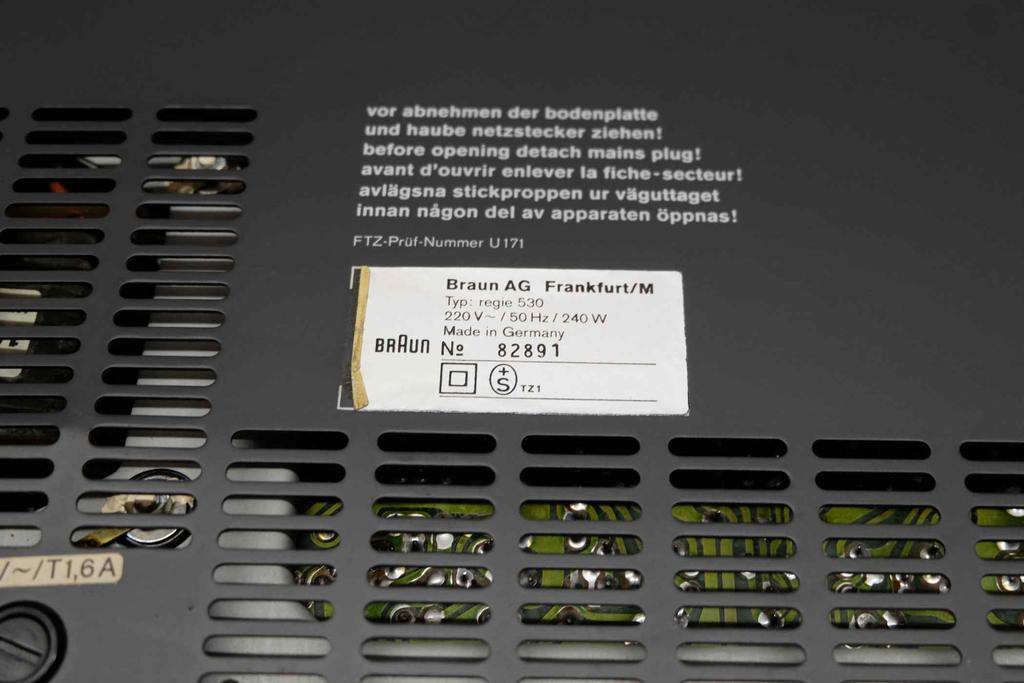 vor abnehmen der bodenplatte
und haube netzstecker ziehen!
before opening detach mains plug!
avant d'ouvrir enlever la fiche-secteur!
avlägsna stickproppen ur väguttaget
innan någon del av apparaten öppnas!
FTZ-Prüf-Nummer U171
Braun AG Frankfurt/M
Typ: regie 530
220 V~ / 50 Hz / 240 W
Made in Germany
BRAUN № 82891
+
S TZ1
/~/T1,6A